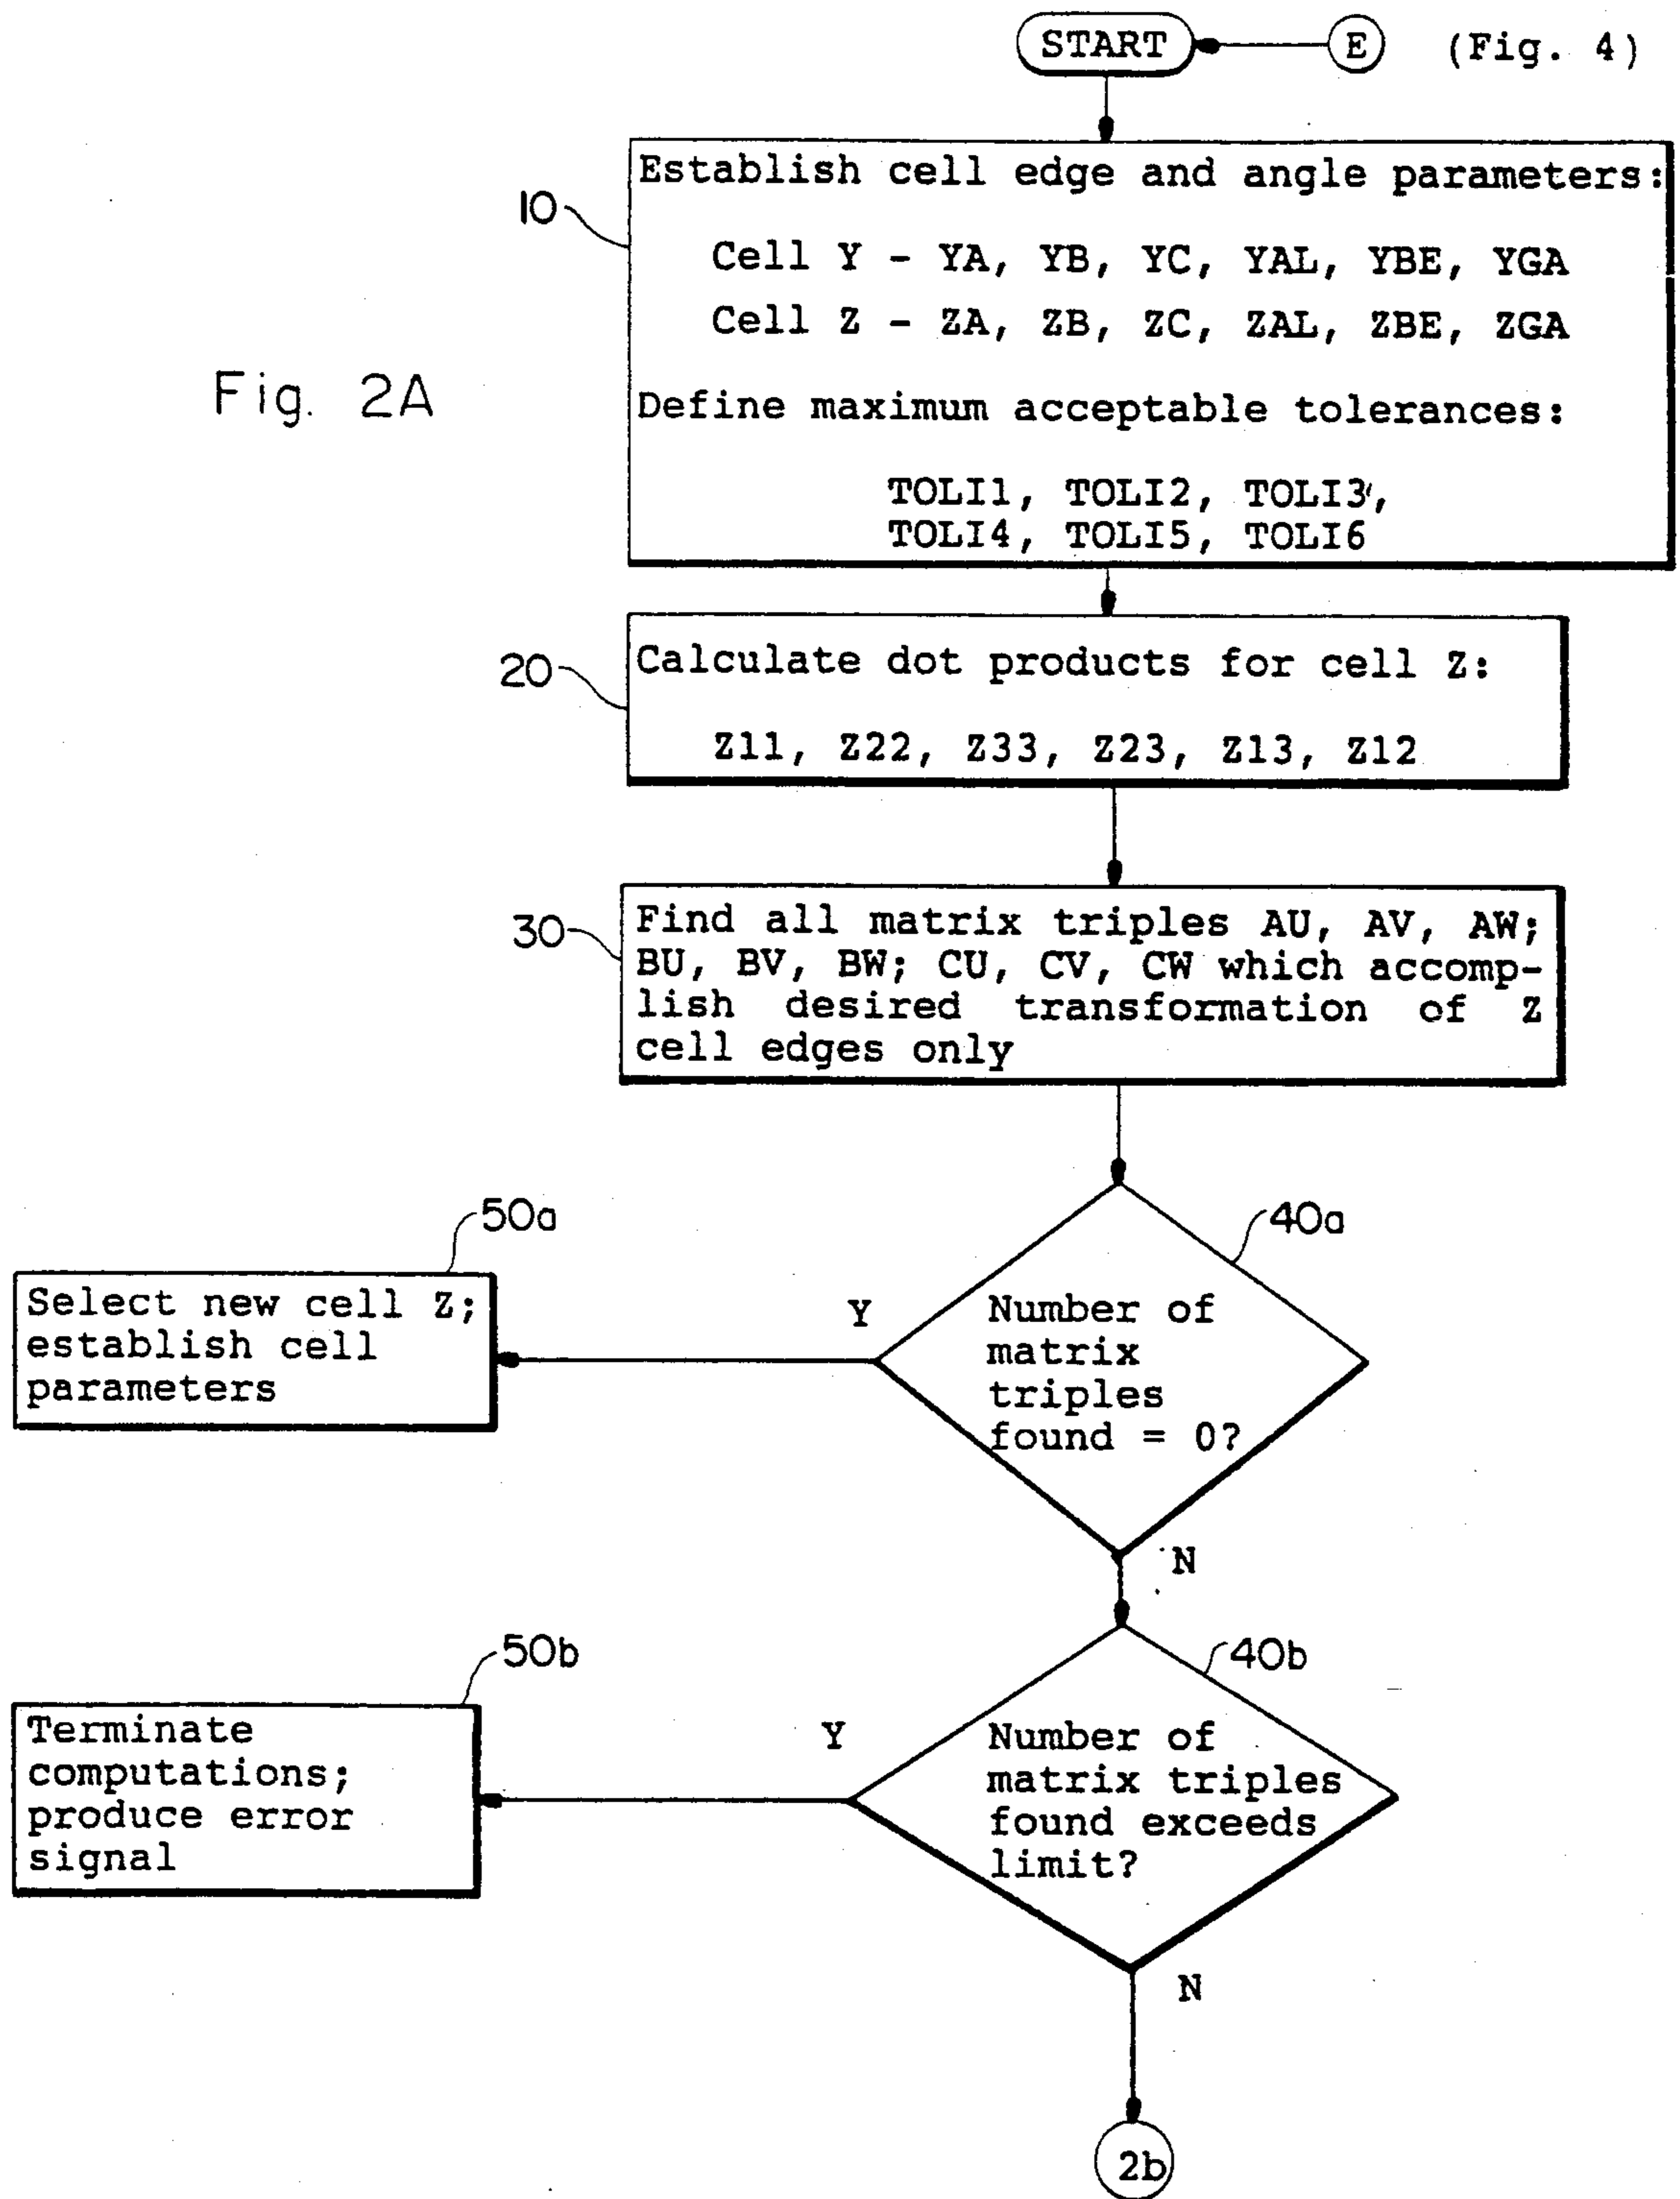 START
E
(Fig. 4)
10
Establish cell edge and angle parameters:
Cell Y - YA, YB, YC, YAL, YBE, YGA
Cell Z - ZA, ZB, ZC, ZAL, ZBE, ZGA
Fig. 2A
Define maximum acceptable tolerances:
TOLI1, TOLI2, TOLI3,
TOLI4, TOLI5, TOLI6
20
Calculate dot products for cell Z:
Z11, Z22, Z33, Z23, Z13, Z12
30
Find all matrix triples AU, AV, AW;
BU, BV, BW; CU, CV, CW which accomp-
lish desired transformation of Z
cell edges only
50a
40a
Select new cell Z;
establish cell
parameters
Y
Number of
matrix
triples
found = 0?
N
50b
40b
Terminate
computations;
produce error
signal
Y
Number of
matrix triples
found exceeds
limit?
N
2b